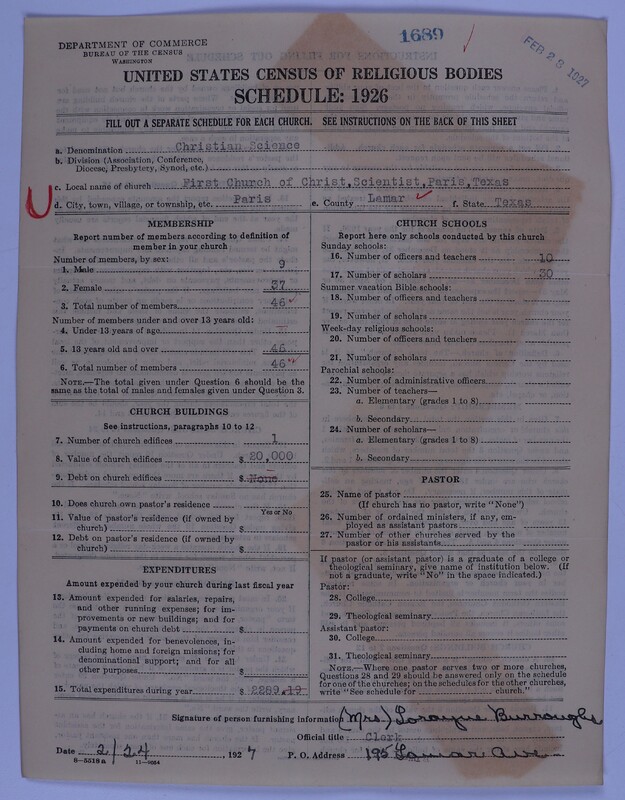 1689
FEB 28 1927
DEPARTMENT OF COMMERCE
BUREAU OF THE CENSUS
WASHINGTON
UNITED STATES CENSUS OF RELIGIOUS BODIES
SCHEDULE: 1926
FILL OUT A SEPARATE SCHEDULE FOR EACH CHURCH. SEE INSTRUCTIONS ON THE BACK OF THIS SHEET
a. Denomination Christian Science
b. Division (Association, Conference,
Diocese, Presbytery, Synod, etc.)
c. Local name of church First Church of Christ,Scientist,Paris,Texas
d. City, town, village, or township, etc. Paris e. County Lamar f. State Texas
MEMBERSHIP
Report number of members according to definition of
member in your church
Number of members, by sex:
1. Male 9
2. Female 37
3. Total number of members 46
Number of members under and over 13 years old:
4. Under 13 years of age
5. 13 years old and over 46
6. Total number of members 46
NOTE.—The total given under Question 6 should be the
same as the total of males and females given under Question 3.
CHURCH BUILDINGS
See instructions, paragraphs 10 to 12
7. Number of church edifices 1
8. Value of church edifices $ 20,000
9. Debt on church edifices $ None
10. Does church own pastor's residence
Yes or No
11. Value of pastor's residence (if owned by
church) $
12. Debt on pastor's residence (if owned by
church) $
EXPENDITURES
Amount expended by your church during last fiscal year
13. Amount expended for salaries, repairs,
and other running expenses; for im-
provements or new buildings; and for
payments on church debt $
14. Amount expended for benevolences, in-
cluding home and foreign missions; for
denominational support; and for all
other purposes $
15. Total expenditures during year $ 2289.19
CHURCH SCHOOLS
Report here only schools conducted by this church
Sunday schools:
16. Number of officers and teachers 10
17. Number of scholars 30
Summer vacation Bible schools:
18. Number of officers and teachers
19. Number of scholars
Week-day religious schools:
20. Number of officers and teachers
21. Number of scholars
Parochial schools:
22. Number of administrative officers
23. Number of teachers—
a. Elementary (grades 1 to 8)
b. Secondary
24. Number of scholars—
a. Elementary (grades 1 to 8)
b. Secondary
PASTOR
25. Name of pastor
(If church has no pastor, write "None")
26. Number of ordained ministers, if any, em-
ployed as assistant pastors
27. Number of other churches served by the
pastor or his assistants
If pastor (or assistant pastor) is a graduate of a college or
theological seminary, give name of institution below. (If
not a graduate, write "No" in the space indicated.)
Pastor:
28. College
29. Theological seminary
Assistant pastor:
30. College
31. Theological seminary
NOTE.—Where one pastor serves two or more churches,
Questions 28 and 29 should be answered only on the schedule
for one of the churches; on the schedules for the other churches,
write "See schedule for church."
Signature of person furnishing information (Mrs.) Lorayne Burroughs
Official title Clerk
Date 2/24, 1927 P. O. Address 195 Lamar Ave
8-5518a 11-9064